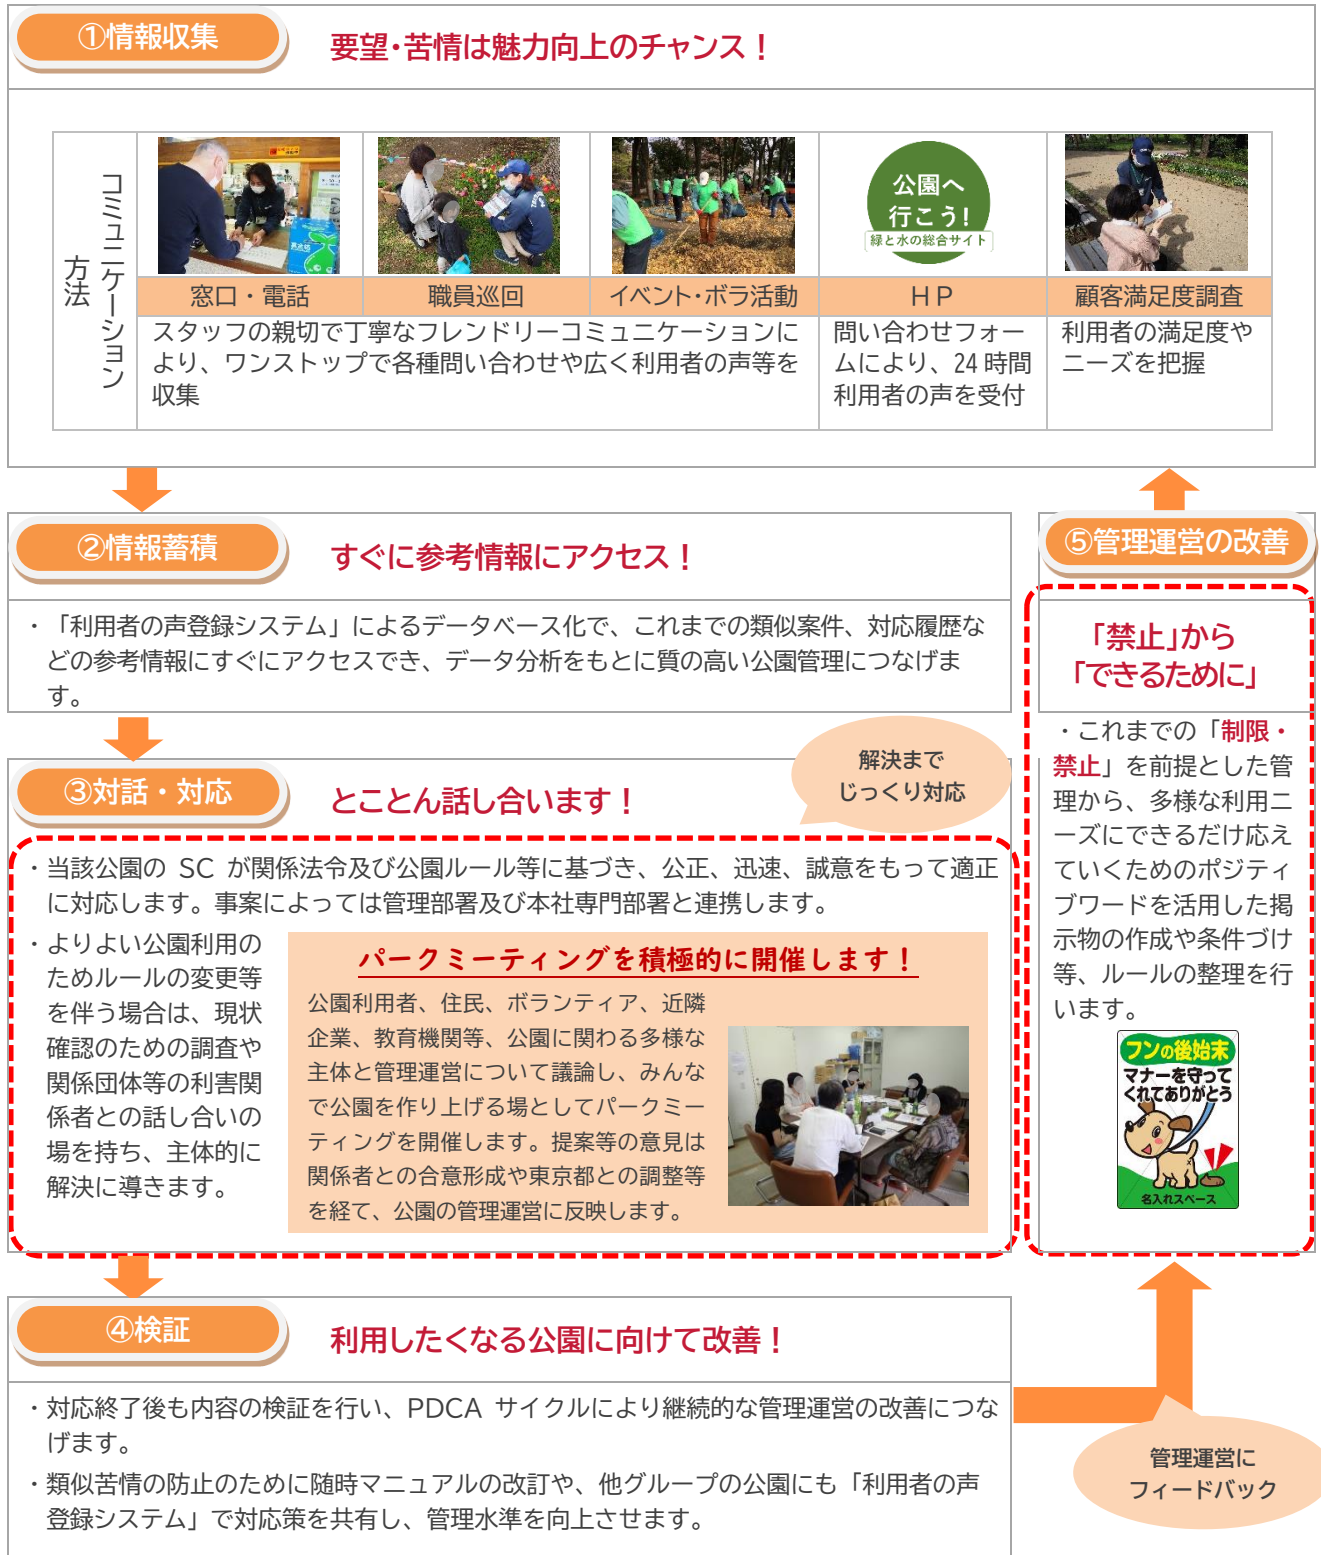 ①情報収集
要望・苦情は魅力向上のチャンス！
コミュニケーション
方法
公園へ
行こう!
緑と水の総合サイト
窓口・電話
職員巡回
イベント・ボラ活動
ＨＰ
顧客満足度調査
スタッフの親切で丁寧なフレンドリーコミュニケーションに
より、ワンストップで各種問い合わせや広く利用者の声等を
収集
問い合わせフォー
ムにより、24 時間
利用者の声を受付
利用者の満足度や
ニーズを把握
②情報蓄積
すぐに参考情報にアクセス！
・「利用者の声登録システム」によるデータベース化で、これまでの類似案件、対応履歴な
どの参考情報にすぐにアクセスでき、データ分析をもとに質の高い公園管理につなげま
す。
③対話・対応
とことん話し合います！
解決まで
じっくり対応
・当該公園の SC が関係法令及び公園ルール等に基づき、公正、迅速、誠意をもって適正
に対応します。事案によっては管理部署及び本社専門部署と連携します。
・よりよい公園利用の
ためルールの変更等
を伴う場合は、現状
確認のための調査や
関係団体等の利害関
係者との話し合いの
場を持ち、主体的に
解決に導きます。
パークミーティングを積極的に開催します！
公園利用者、住民、ボランティア、近隣
企業、教育機関等、公園に関わる多様な
主体と管理運営について議論し、みんな
で公園を作り上げる場としてパークミー
ティングを開催します。提案等の意見は
関係者との合意形成や東京都との調整等
を経て、公園の管理運営に反映します。
④検証
利用したくなる公園に向けて改善！
・対応終了後も内容の検証を行い、PDCA サイクルにより継続的な管理運営の改善につな
げます。
・類似苦情の防止のために随時マニュアルの改訂や、他グループの公園にも「利用者の声
登録システム」で対応策を共有し、管理水準を向上させます。
⑤管理運営の改善
「禁止」から
「できるために」
・これまでの「制限・
禁止」を前提とした管
理から、多様な利用ニ
ーズにできるだけ応え
ていくためのポジティ
ブワードを活用した掲
示物の作成や条件づけ
等、ルールの整理を行
います。
フンの後始末
マナーを守って
くれてありがとう
名入れスペース
管理運営に
フィードバック